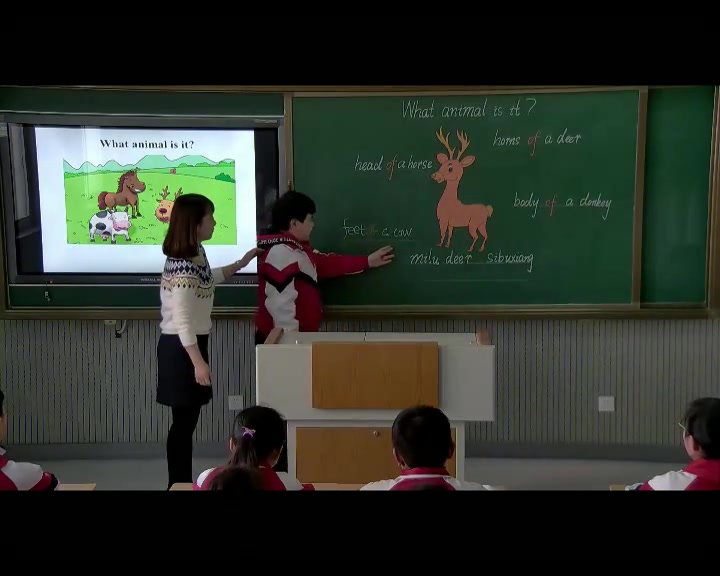 What animal is it?
What animal is it?
horns of a deer
head of a horse
body of a donkey
feet of a cow
milu deer sibuxiang